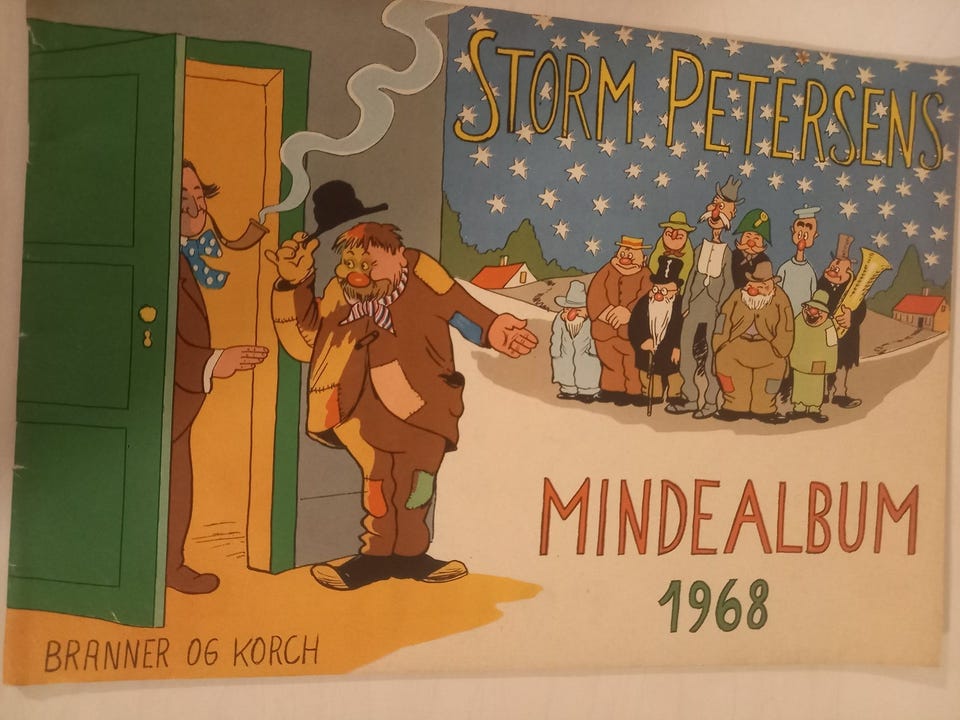 STORM PETERSENS
MINDEALBUM
1968
BRANNER OG KORCH